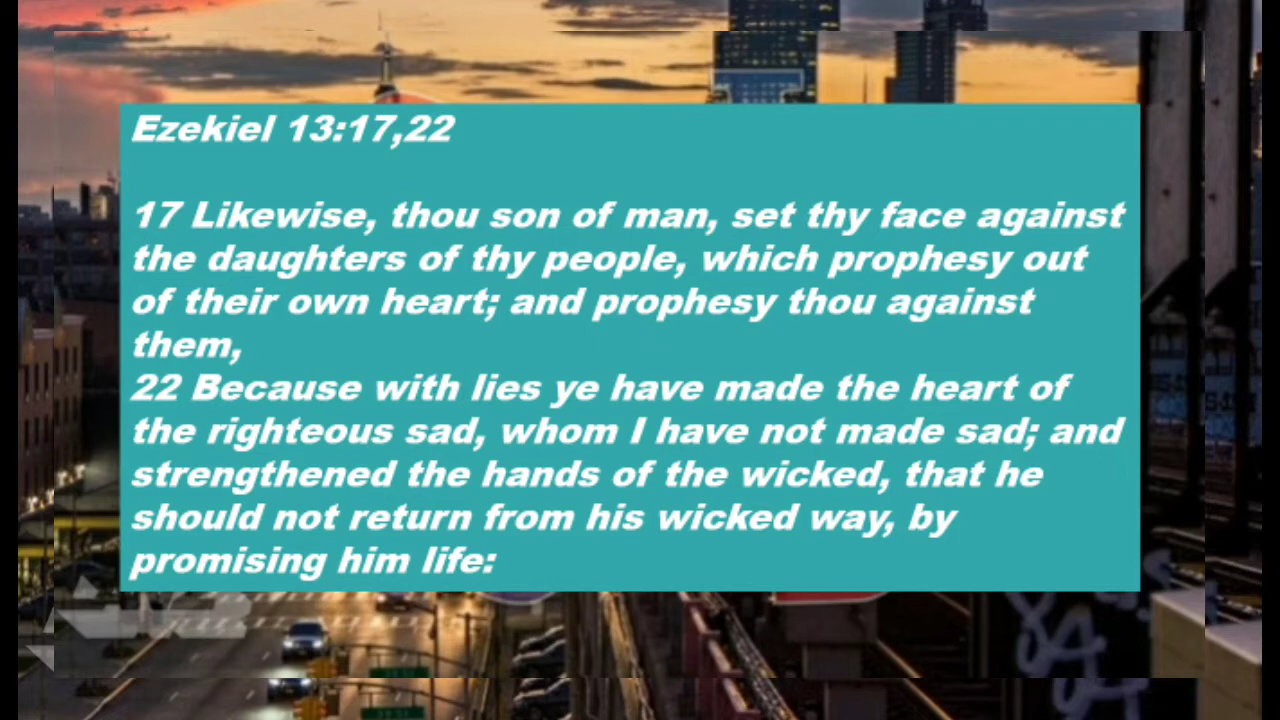 Ezekiel 13:17,22
17 Likewise, thou son of man, set thy face against
the daughters of thy people, which prophesy out
of their own heart; and prophesy thou against
them,
22 Because with lies ye have made the heart of
the righteous sad, whom I have not made sad; and
strengthened the hands of the wicked, that he
should not return from his wicked way, by
promising him life: